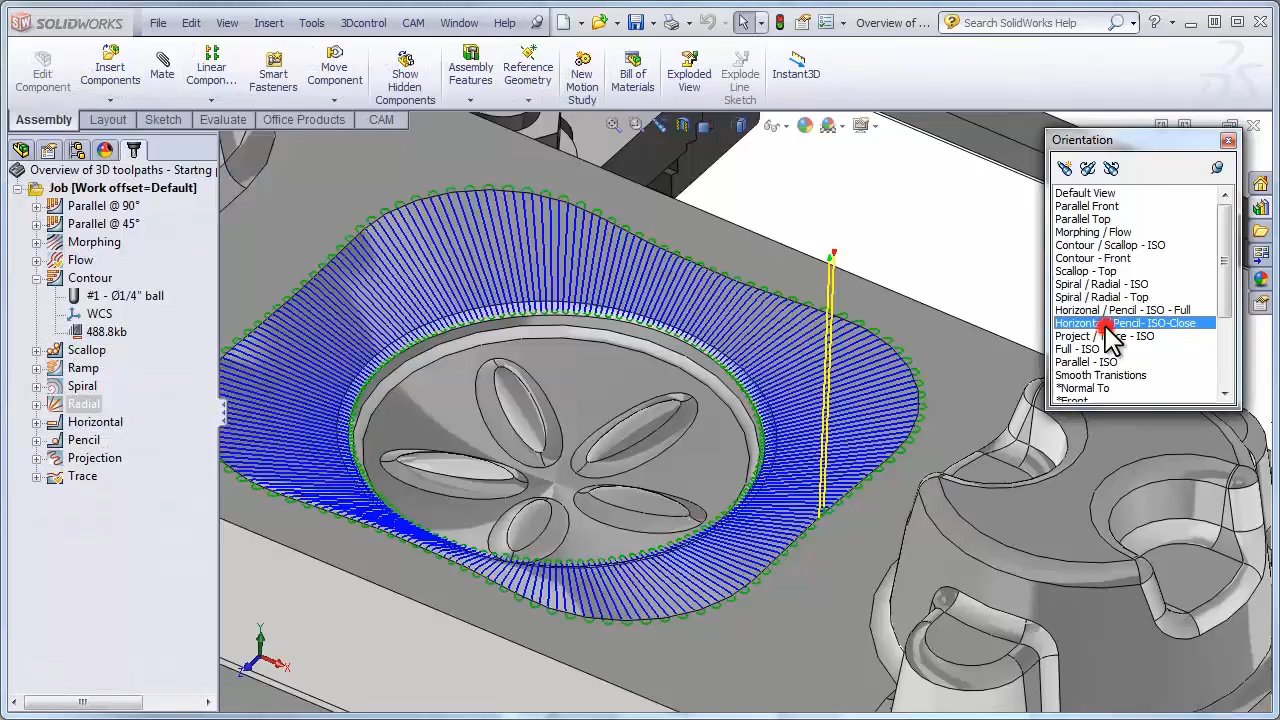 SOLIDWORKS
File Edit View Insert Tools 3Dcontrol CAM Window Help
Overview of ...
Search SolidWorks Help
Edit Component
Insert Components
Mate
Linear Compon...
Smart Fasteners
Move Component
Show Hidden Components
Assembly Features
Reference Geometry
New Motion Study
Bill of Materials
Exploded View
Explode Line Sketch
Instant3D
Assembly Layout Sketch Evaluate Office Products CAM
Overview of 3D toolpaths - Startng
Job [Work offset=Default]
Parallel @ 90°
Parallel @ 45°
Morphing
Flow
Contour
#1 - Ø1/4" ball
WCS
488.8kb
Scallop
Ramp
Spiral
Radial
Horizontal
Pencil
Projection
Trace
Y
X
Z
Orientation
Default View
Parallel Front
Parallel Top
Morphing / Flow
Contour / Scallop - ISO
Contour - Front
Scallop - Top
Spiral / Radial - ISO
Spiral / Radial - Top
Horizonal / Pencil - ISO - Full
Pencil- ISO-Close
Project / - ISO
Full - ISO
Parallel - ISO
Smooth Tranistions
*Normal To
*Front